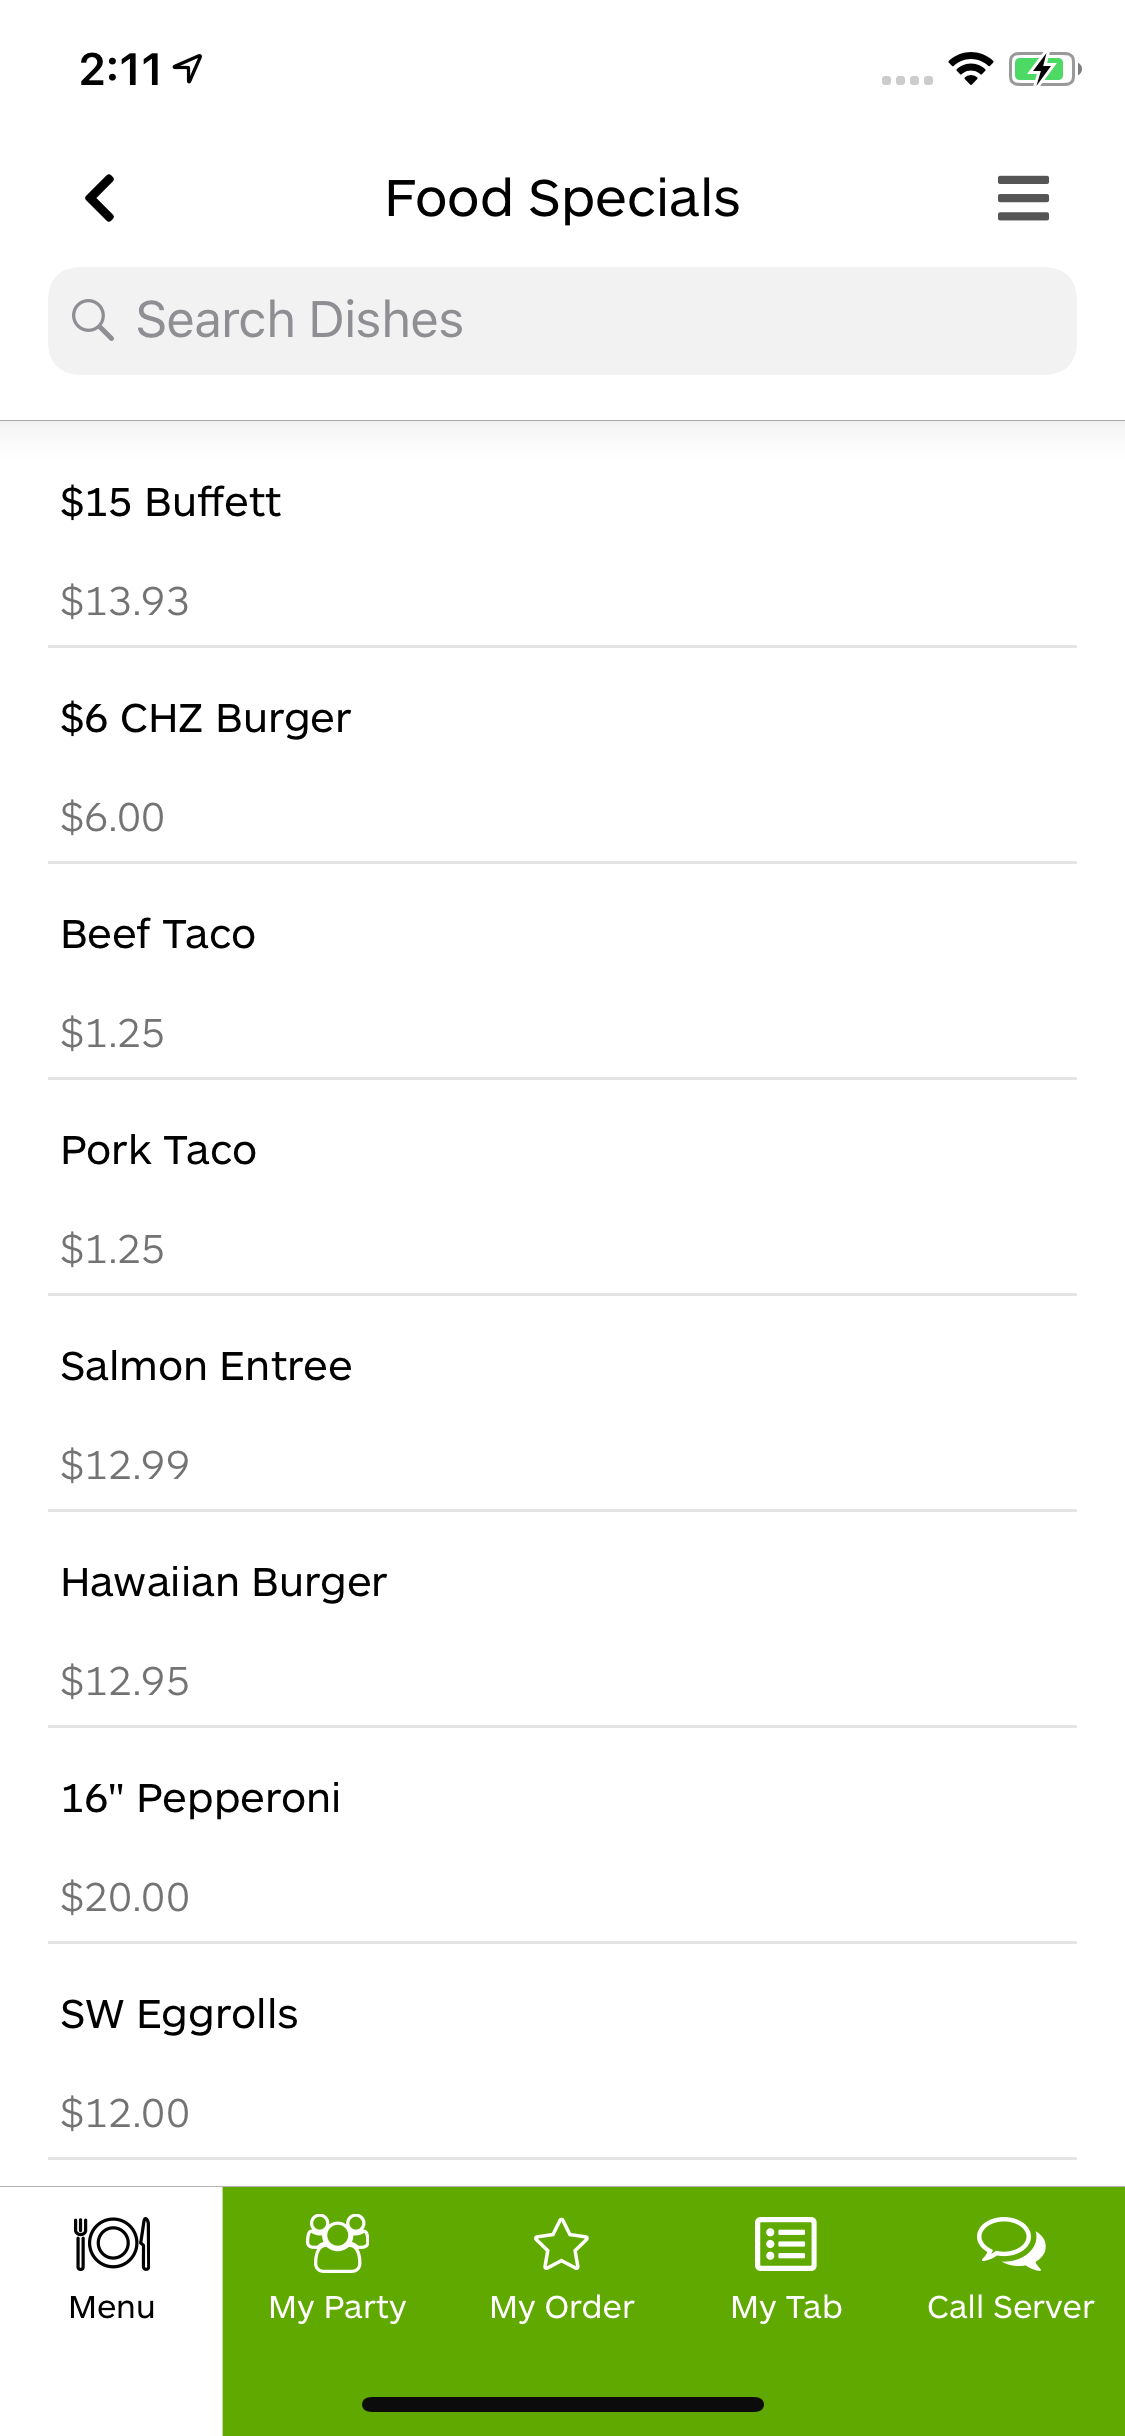 2:11
Food Specials
Search Dishes
$15 Buffett
$13.93
$6 CHZ Burger
$6.00
Beef Taco
$1.25
Pork Taco
$1.25
Salmon Entree
$12.99
Hawaiian Burger
$12.95
16" Pepperoni
$20.00
SW Eggrolls
$12.00
Menu My Party My Order My Tab Call Server